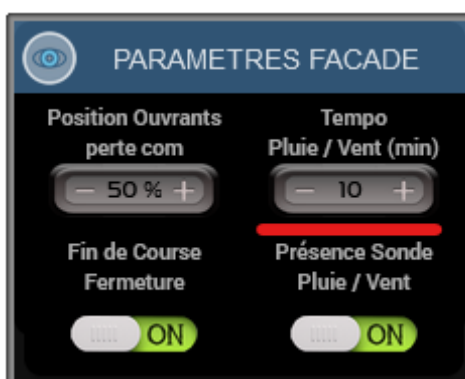 PARAMETRES FACADE
Position Ouvrants
perte com
− 50 % +
Tempo
Pluie / Vent (min)
− 10 +
Fin de Course
Fermeture
ON
Présence Sonde
Pluie / Vent
ON